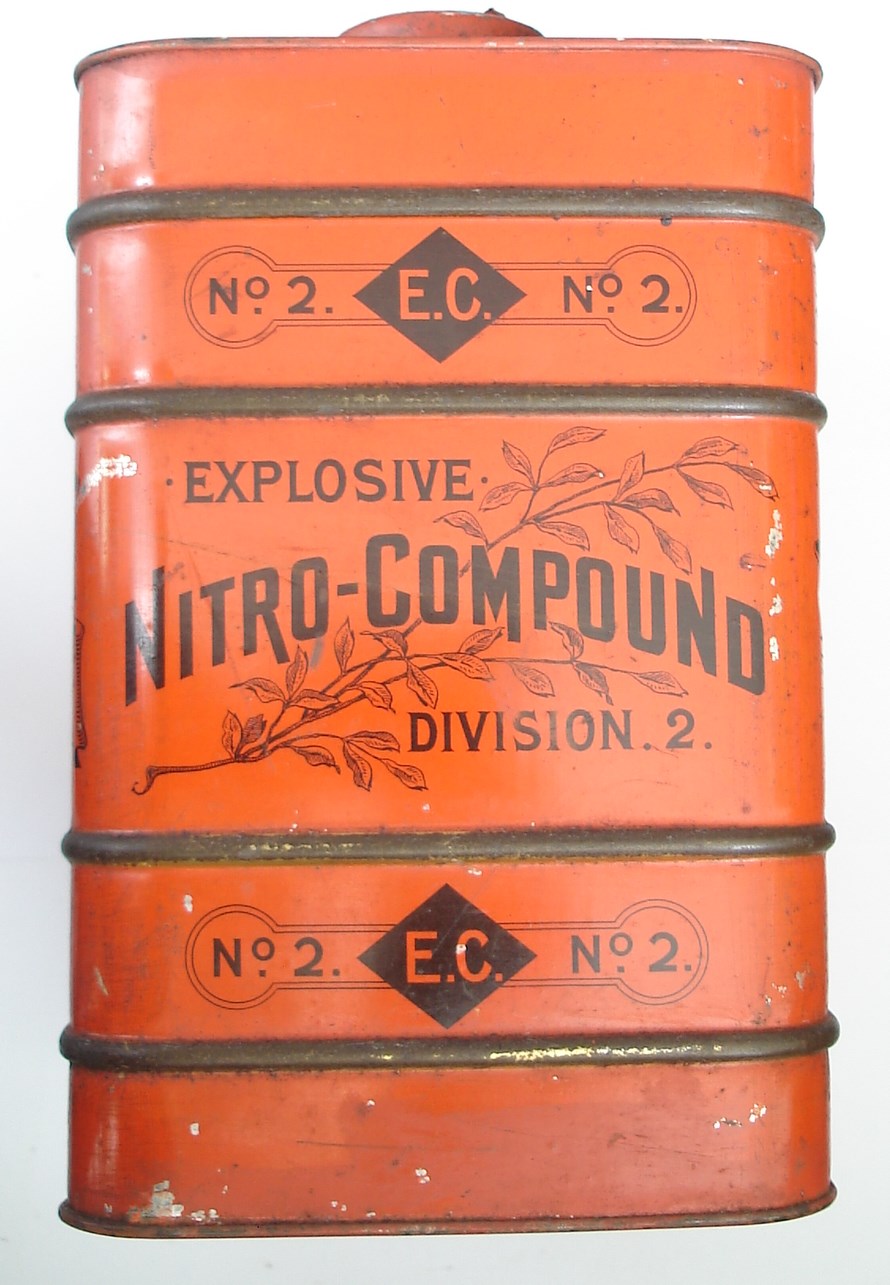 Nº 2. E.C. Nº 2.
·EXPLOSIVE·
NITRO-COMPOUND
DIVISION. 2.
Nº 2. E.C. Nº 2.